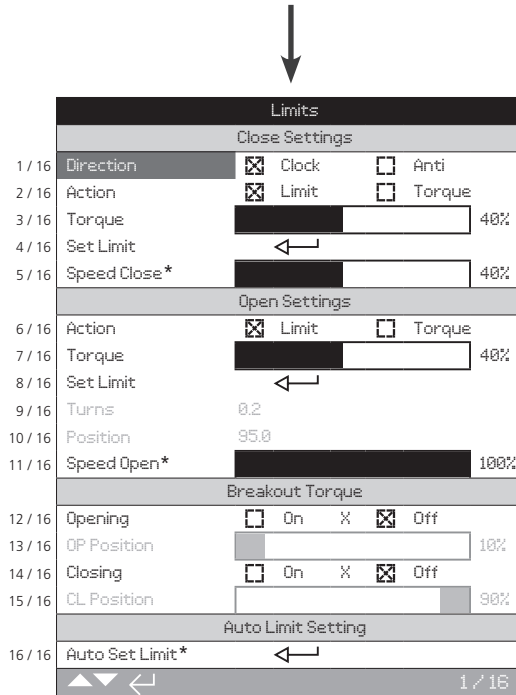 Limits
Close Settings
1 / 16 Direction Clock Anti
2 / 16 Action Limit Torque
3 / 16 Torque 40%
4 / 16 Set Limit
5 / 16 Speed Close* 40%
Open Settings
6 / 16 Action Limit Torque
7 / 16 Torque 40%
8 / 16 Set Limit
9 / 16 Turns 0.2
10 / 16 Position 95.0
11 / 16 Speed Open* 100%
Breakout Torque
12 / 16 Opening On X Off
13 / 16 OP Position 10%
14 / 16 Closing On X Off
15 / 16 CL Position 90%
Auto Limit Setting
16 / 16 Auto Set Limit*
1/16